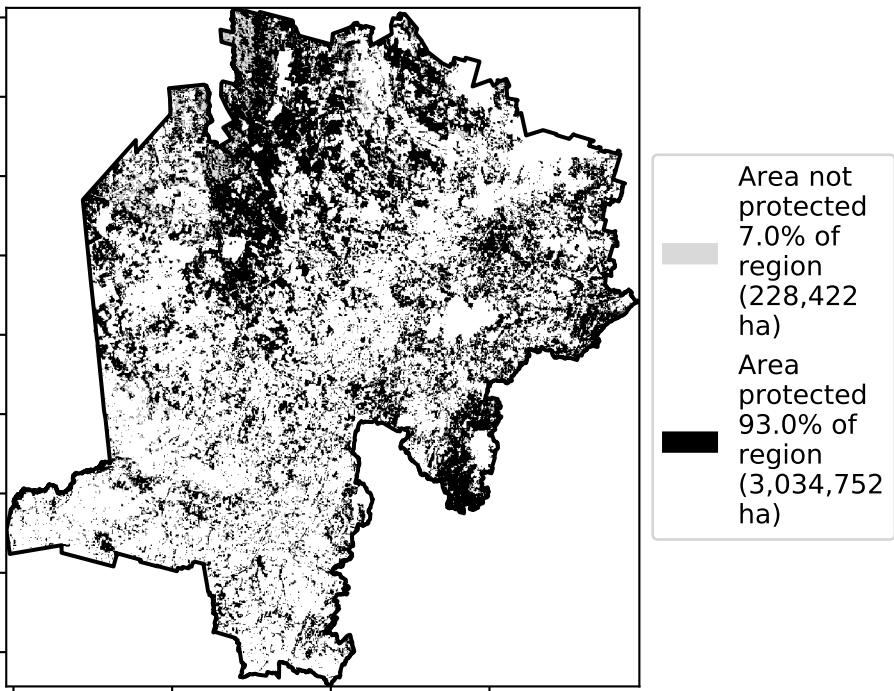 Area not
protected
7.0% of
region
(228,422
ha)
Area
protected
93.0% of
region
(3,034,752
ha)